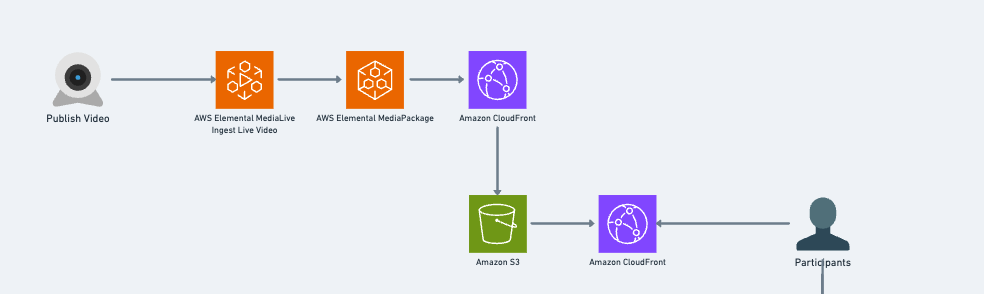 Publish Video
AWS Elemental MediaLive
Ingest Live Video
AWS Elemental MediaPackage
Amazon CloudFront
Amazon S3
Amazon CloudFront
Participants